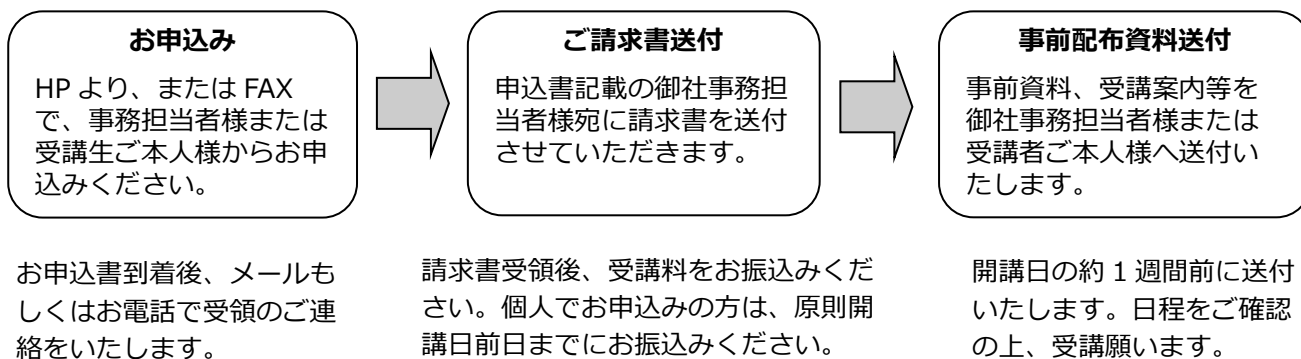 お申込み
HP より、または FAX
で、事務担当者様または
受講生ご本人様からお申
込みください。
ご請求書送付
申込書記載の御社事務担
当者様宛に請求書を送付
させていただきます。
事前配布資料送付
事前資料、受講案内等を
御社事務担当者様または
受講者ご本人様へ送付い
たします。
お申込書到着後、メールも
しくはお電話で受領のご連
絡をいたします。
請求書受領後、受講料をお振込みくだ
さい。個人でお申込みの方は、原則開
講日前日までにお振込みください。
開講日の約 1 週間前に送付
いたします。日程をご確認
の上、受講願います。